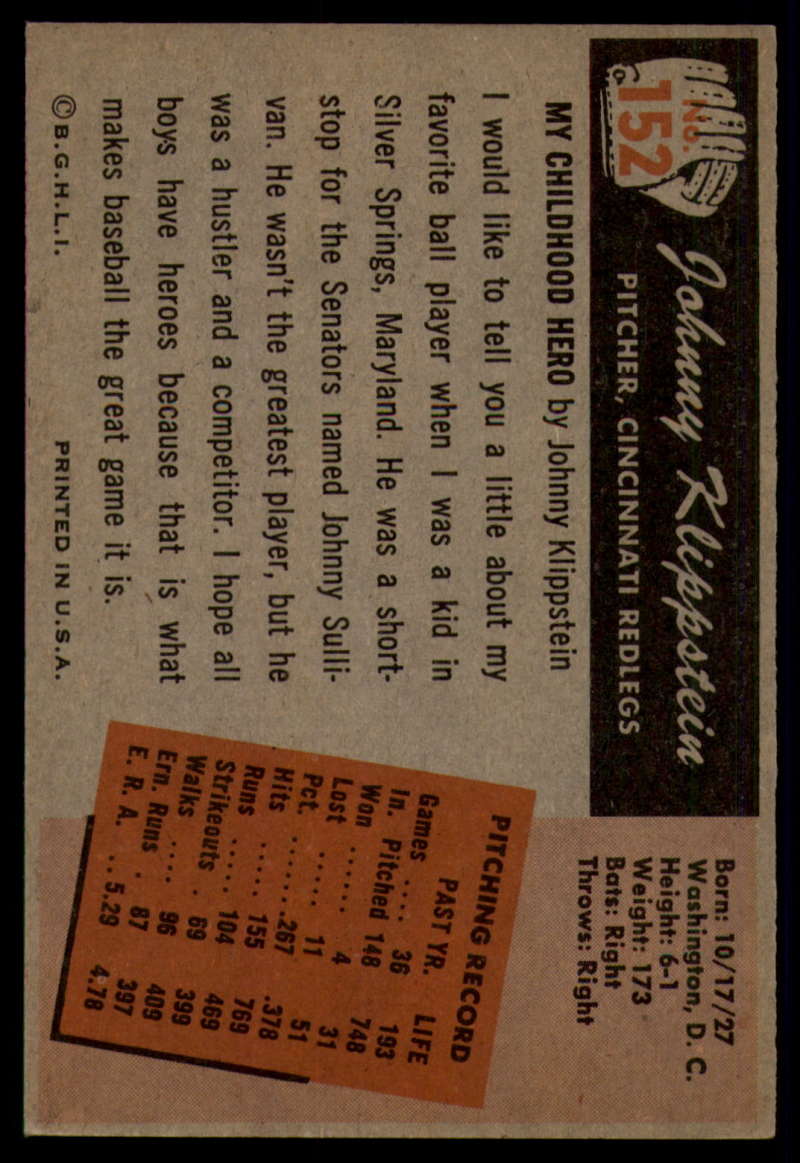 No.
152
Johnny Klippstein
PITCHER, CINCINNATI REDLEGS
Born: 10/17/27
Washington, D. C.
Height: 6-1
Weight: 173
Bats: Right
Throws: Right
MY CHILDHOOD HERO by Johnny Klippstein
I would like to tell you a little about my
favorite ball player when I was a kid in
Silver Springs, Maryland. He was a short-
stop for the Senators named Johnny Sulli-
van. He wasn't the greatest player, but he
was a hustler and a competitor. I hope all
boys have heroes because that is what
makes baseball the great game it is.
PITCHING RECORD
PAST YR. LIFE
Games .... 36 193
In. Pitched 148 748
Won ...... 4 31
Lost ..... 11 51
Pct. .......267 .378
Hits ...... 155 769
Runs ..... 104 469
Strikeouts . 69 399
Walks .... 96 409
Ern. Runs . 87 397
E. R. A. .. 5.29 4.78
© B.G.H.L.I. PRINTED IN U.S.A.